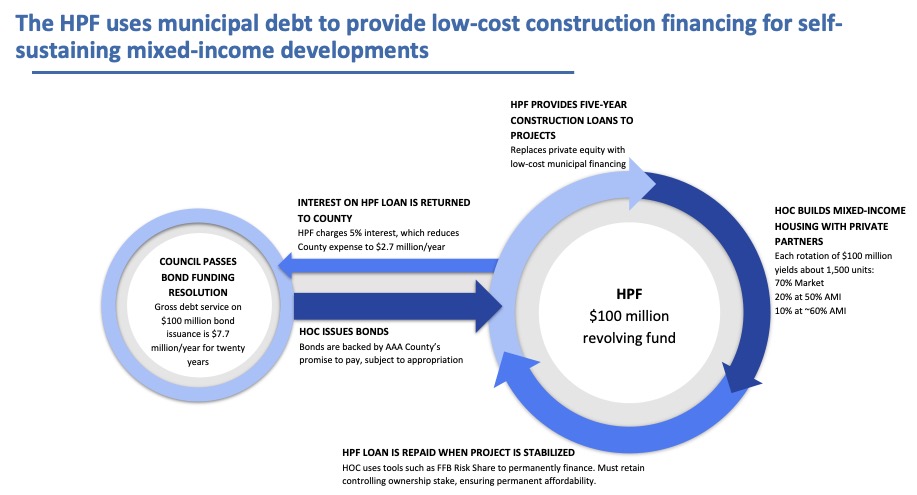 The HPF uses municipal debt to provide low-cost construction financing for self-
sustaining mixed-income developments
HPF PROVIDES FIVE-YEAR
CONSTRUCTION LOANS TO
PROJECTS
Replaces private equity with
low-cost municipal financing
INTEREST ON HPF LOAN IS RETURNED
TO COUNTY
HPF charges 5% interest, which reduces
County expense to $2.7 million/year
HOC BUILDS MIXED-INCOME
HOUSING WITH PRIVATE
PARTNERS
Each rotation of $100 million
yields about 1,500 units:
70% Market
20% at 50% AMI
10% at ~60% AMI
COUNCIL PASSES
BOND FUNDING
RESOLUTION
Gross debt service on
$100 million bond
issuance is $7.7
million/year for twenty
years
HPF
$100 million
revolving fund
HOC ISSUES BONDS
Bonds are backed by AAA County's
promise to pay, subject to appropriation
HPF LOAN IS REPAID WHEN PROJECT IS STABILIZED
HOC uses tools such as FFB Risk Share to permanently finance. Must retain
controlling ownership stake, ensuring permanent affordability.